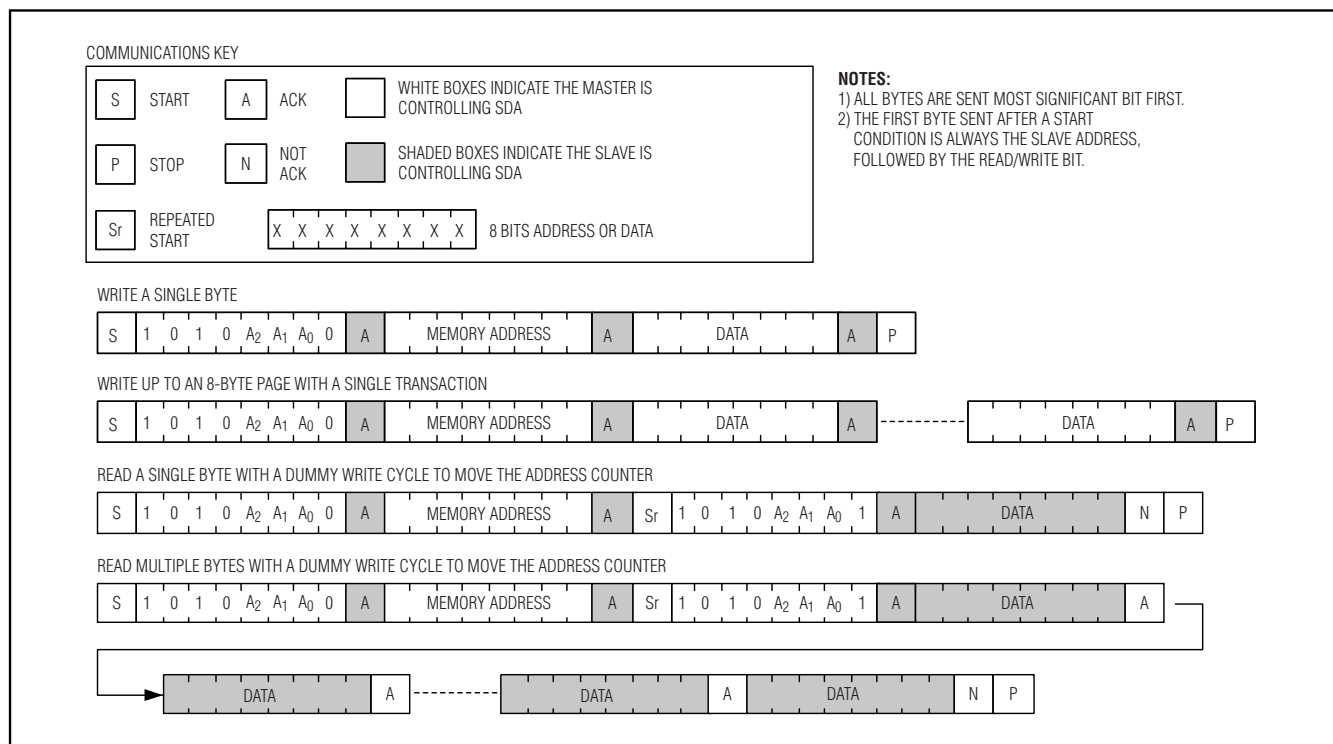 COMMUNICATIONS KEY
S START A ACK WHITE BOXES INDICATE THE MASTER IS
CONTROLLING SDA
P STOP N NOT
ACK SHADED BOXES INDICATE THE SLAVE IS
CONTROLLING SDA
Sr REPEATED
START X X X X X X X X 8 BITS ADDRESS OR DATA
NOTES:
1) ALL BYTES ARE SENT MOST SIGNIFICANT BIT FIRST.
2) THE FIRST BYTE SENT AFTER A START
CONDITION IS ALWAYS THE SLAVE ADDRESS,
FOLLOWED BY THE READ/WRITE BIT.
WRITE A SINGLE BYTE
S 1 0 1 0 A2 A1 A0 0 A MEMORY ADDRESS A DATA A P
WRITE UP TO AN 8-BYTE PAGE WITH A SINGLE TRANSACTION
S 1 0 1 0 A2 A1 A0 0 A MEMORY ADDRESS A DATA A DATA A P
READ A SINGLE BYTE WITH A DUMMY WRITE CYCLE TO MOVE THE ADDRESS COUNTER
S 1 0 1 0 A2 A1 A0 0 A MEMORY ADDRESS A Sr 1 0 1 0 A2 A1 A0 1 A DATA N P
READ MULTIPLE BYTES WITH A DUMMY WRITE CYCLE TO MOVE THE ADDRESS COUNTER
S 1 0 1 0 A2 A1 A0 0 A MEMORY ADDRESS A Sr 1 0 1 0 A2 A1 A0 1 A DATA A
DATA A DATA A DATA N P